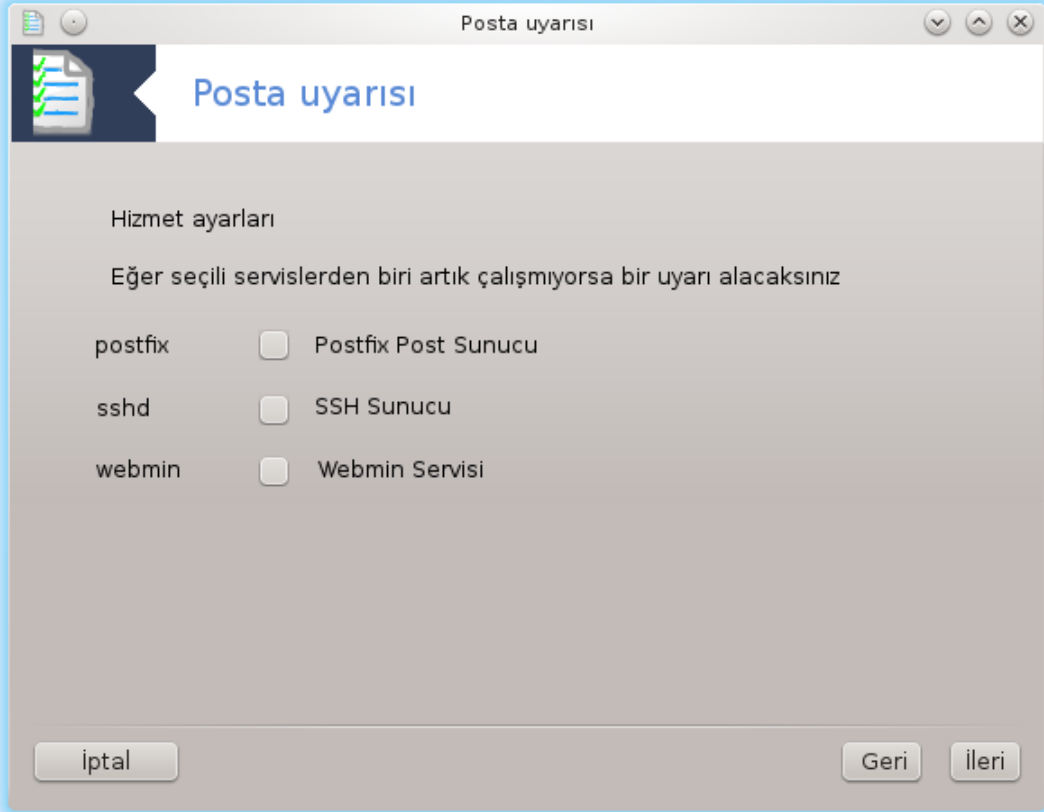 Posta uyarısı
Posta uyarısı
Hizmet ayarları
Eğer seçili servislerden biri artık çalışmıyorsa bir uyarı alacaksınız
postfix Postfix Post Sunucu
sshd SSH Sunucu
webmin Webmin Servisi
İptal Geri İleri